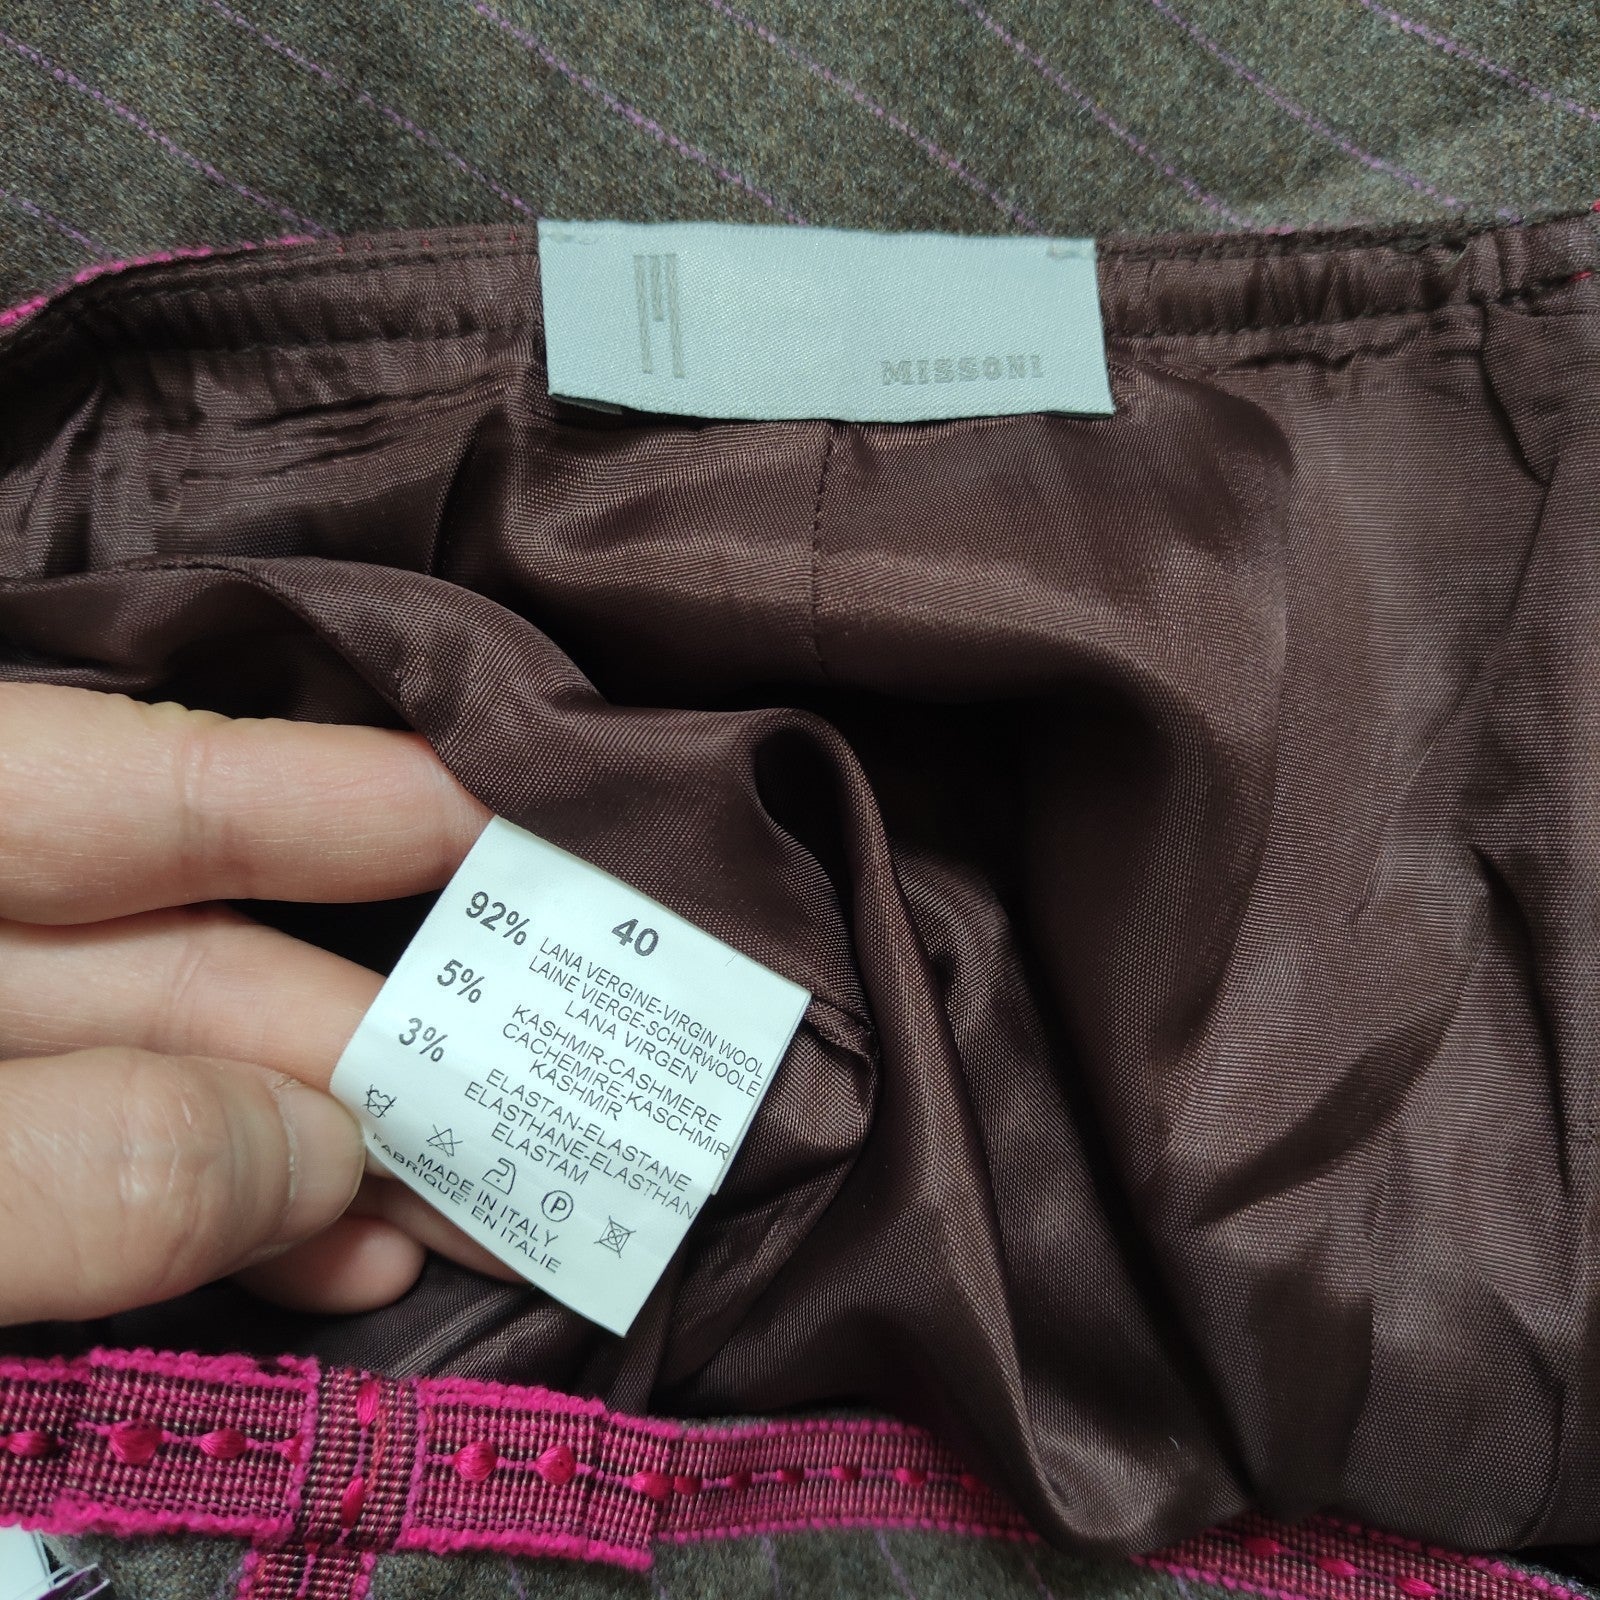 M
MISSONI
40
92% LANA VERGINE-VIRGIN WOOL
LAINE VIERGE-SCHURWOLLE
LANA VIRGEN
5% KASHMIR-CASHMERE
CACHEMIRE-KASCHMIR
KASHMIR
3% ELASTAN-ELASTANE
ELASTHANE-ELASTHAN
ELASTAM
P
MADE IN ITALY
FABRIQUE' EN ITALIE